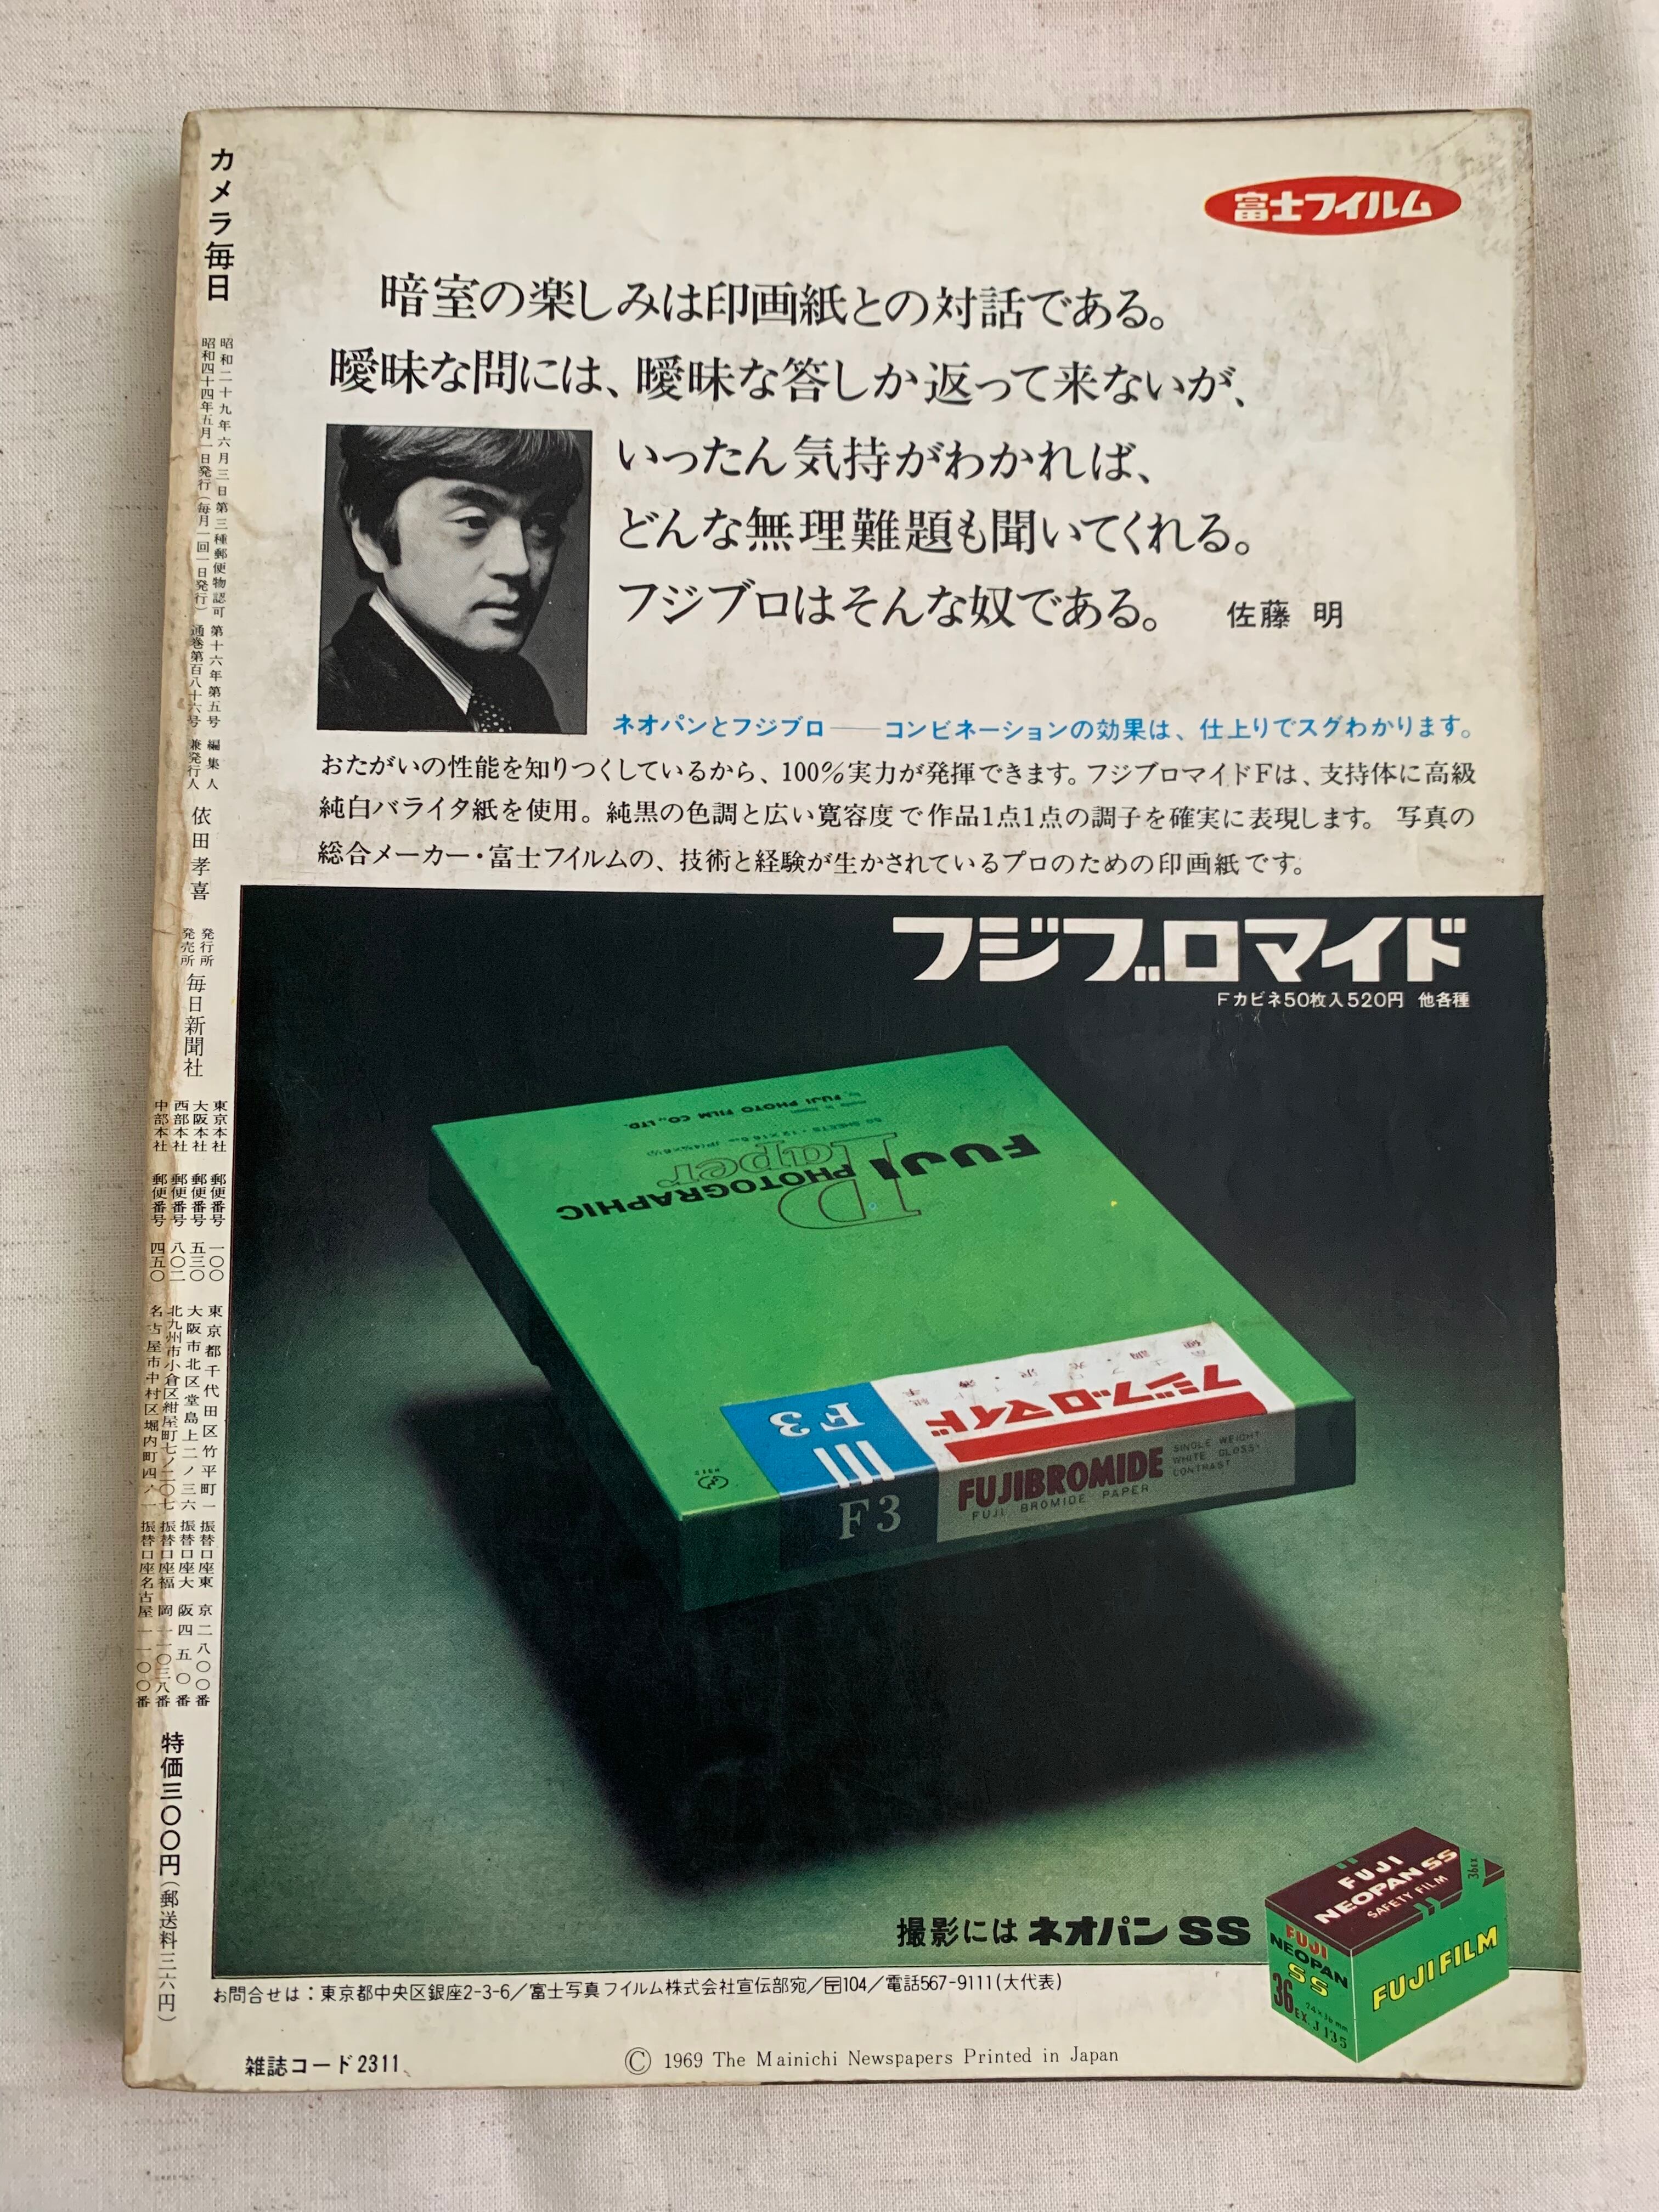 富士フイルム
暗室の楽しみは印画紙との対話である。
曖昧な問には、曖昧な答しか返って来ないが、
いったん気持がわかれば、
どんな無理難題も聞いてくれる。
フジブロはそんな奴である。 佐藤 明
ネオパンとフジブロ――コンビネーションの効果は、仕上りでスグわかります。
おたがいの性能を知りつくしているから、100%実力が発揮できます。フジブロマイドFは、支持体に高級
純白バライタ紙を使用。純黒の色調と広い寛容度で作品1点1点の調子を確実に表現します。 写真の
総合メーカー・富士フイルムの、技術と経験が生かされているプロのための印画紙です。
フジブロマイド
Fカビネ50枚入520円 他各種
FUJI
PHOTOGRAPHIC
Paper
50 SHEETS
by FUJI PHOTO FILM CO., LTD.
フジブロマイド
F3
F3
FUJIBROMIDE
FUJI BROMIDE PAPER
SINGLE WEIGHT
WHITE GLOSSY
CONTRAST
撮影には ネオパンSS
FUJI
NEOPAN SS
SAFETY FILM
36EX
FUJI
NEOPAN
SS
36EX. J135
24×36mm
FUJIFILM
お問合せは：東京都中央区銀座2-3-6／富士写真フイルム株式会社宣伝部宛／〒104／電話567-9111(大代表)
雑誌コード2311
© 1969 The Mainichi Newspapers Printed in Japan
カメラ毎日
昭和二十九年六月三日第三種郵便物認可 第十六年第五号
昭和四十四年五月一日発行(毎月一回一日発行) 通巻第百八十六号
編集人
兼発行人
依田孝喜
発行所
発売所
毎日新聞社
東京本社 郵便番号 一〇〇 東京都千代田区竹平町一 振替口座東京二八〇〇番
大阪本社 郵便番号 五三〇 大阪市北区堂島上二ノ三六 振替口座大阪四五〇番
西部本社 郵便番号 八〇二 北九州市小倉区紺屋町七ノ二〇七 振替口座福岡一一〇三八番
中部本社 郵便番号 四五〇 名古屋市中村区堀内町四ノ一 振替口座名古屋一一〇〇番
特価三〇〇円(郵送料三六円)